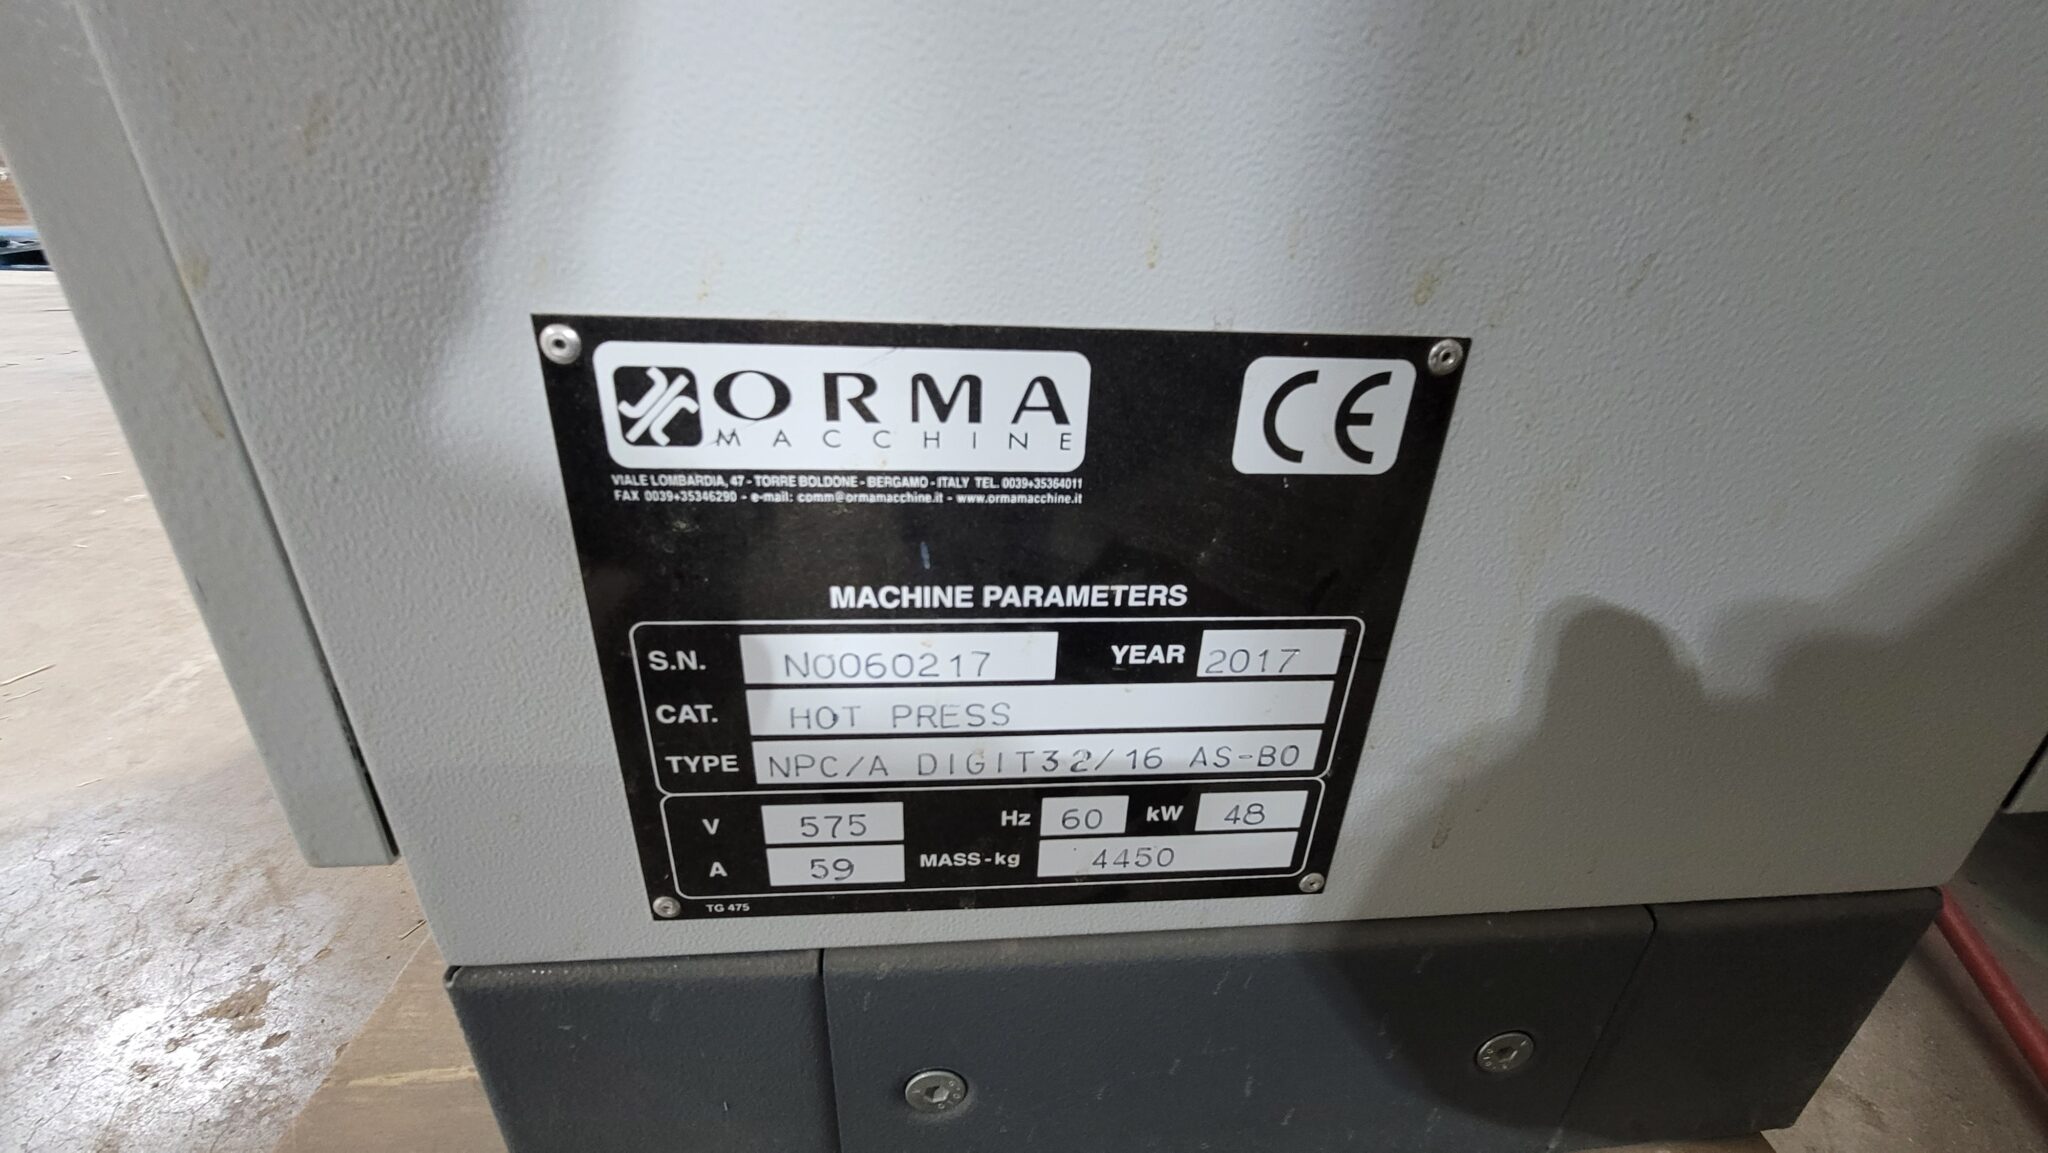 ORMA
MACCHINE
CE
VIALE LOMBARDIA, 47 - TORRE BOLDONE - BERGAMO - ITALY TEL. 0039+35364011
FAX 0039+35346290 - e-mail: comm@ormamacchine.it - www.ormamacchine.it
MACHINE PARAMETERS
S.N. N0060217 YEAR 2017
CAT. HOT PRESS
TYPE NPC/A DIGIT32/16 AS-BO
V 575 Hz 60 kW 48
A 59 MASS-kg 4450
TG 475